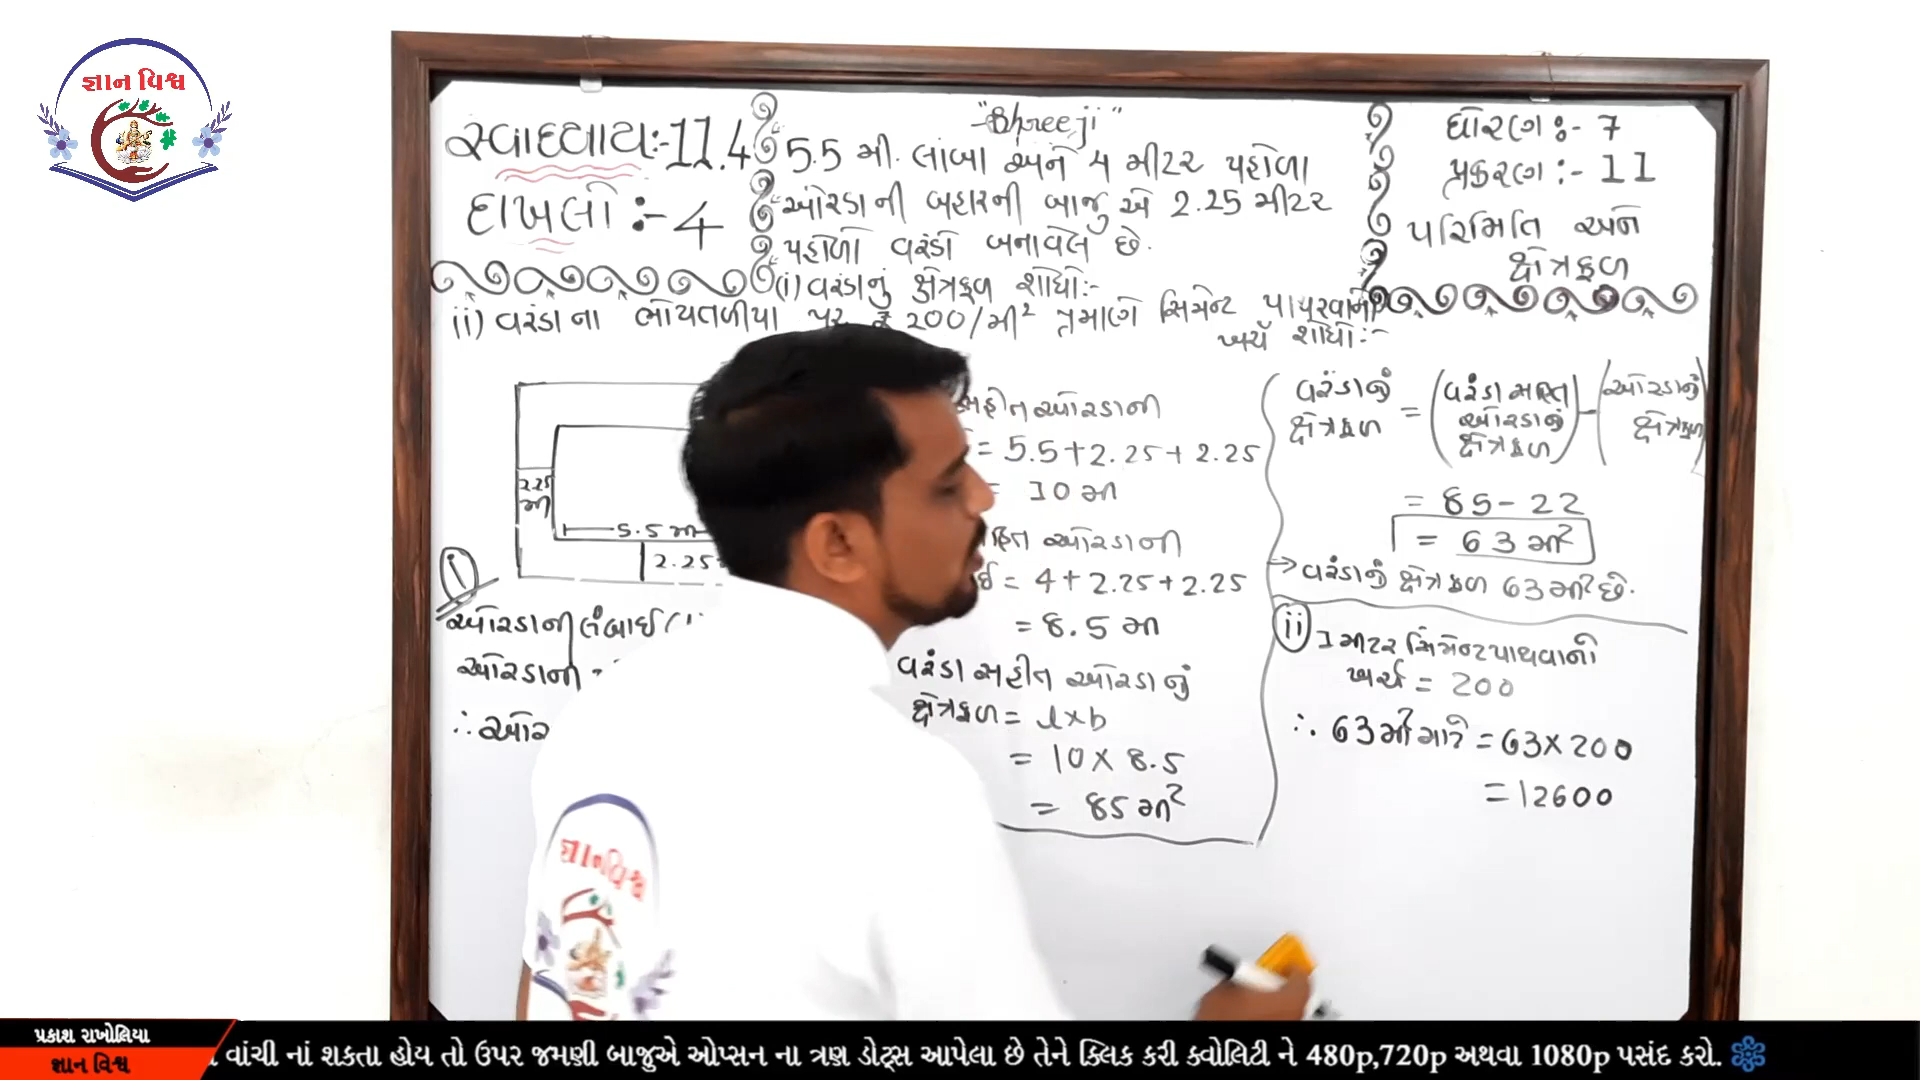 જ્ઞાન વિશ્વ
સ્વાધ્યાયઃ-11.4
દાખલો :- 4
"Shreeji"
5.5 મી. લાંબા અને 4 મીટર પહોળા
ઓરડાની બહારની બાજુ એ 2.25 મીટર
પહોળો વરંડો બનાવેલ છે.
(i) વરંડાનું ક્ષેત્રફળ શોધો:-
ii) વરંડા ના ભોંયતળીયા પર ₹ 200/મી² પ્રમાણે સિમેન્ટ પાથરવાનો
ખર્ચ શોધો:-
ધોરણ :- 7
પ્રકરણ :- 11
પરિમિતિ અને
ક્ષેત્રફળ
2.25
મી
5.5 મી
2.25
(i)
ઓરડાની લંબાઈ (
ઓરડાની
∴ ઓર
સહીત ઓરડાની
= 5.5+2.25+2.25
= 10 મી
ઓરડાની
= 4+2.25+2.25
= 8.5 મી
વરંડા સહીત ઓરડાનું
ક્ષેત્રફળ = l×b
= 10 × 8.5
= 85 મી²
વરંડાનું ક્ષેત્રફળ = (વરંડા સહિત ઓરડાનું ક્ષેત્રફળ) - (ઓરડાનું ક્ષેત્રફળ)
= 85-22
= 63 મી²
→ વરંડાનું ક્ષેત્રફળ 63 મી² છે.
(ii) 1 મીટર સિમેન્ટ પાથવાનો
ખર્ચ = 200
∴ 63 મી માટે = 63×200
= 12600
જ્ઞાન વિશ્વ
પ્રકાશ રાખોલિયા
જ્ઞાન વિશ્વ
વાંચી નાં શકતા હોય તો ઉપર જમણી બાજુએ ઓપ્સન ના ત્રણ ડોટ્સ આપેલા છે તેને ક્લિક કરી ક્વોલિટી ને 480p,720p અથવા 1080p પસંદ કરો.